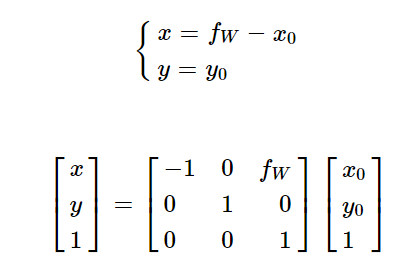 x = f_W − x_0
y = y_0
[x] = [−1 0 f_W] [x_0]
[y] = [0 1 0] [y_0]
[1] = [0 0 1] [1]